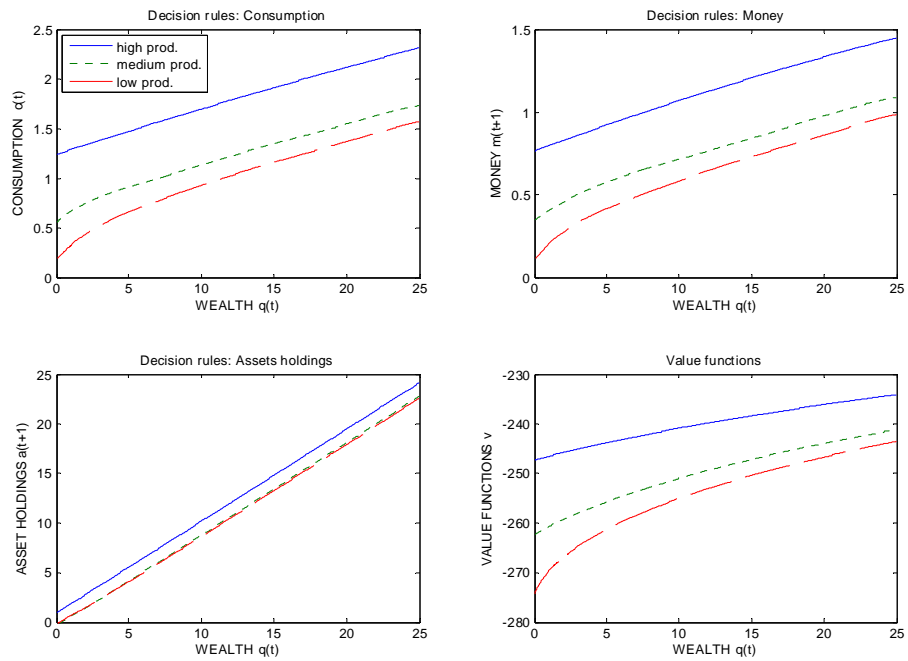 Decision rules: Consumption
2.5
2
1.5
1
0.5
0
CONSUMPTION c(t)
high prod.
medium prod.
low prod.
0 5 10 15 20 25
WEALTH q(t)
Decision rules: Money
1.5
1
0.5
0
MONEY m(t+1)
0 5 10 15 20 25
WEALTH q(t)
Decision rules: Assets holdings
25
20
15
10
5
0
ASSET HOLDINGS a(t+1)
0 5 10 15 20 25
WEALTH q(t)
Value functions
-230
-240
-250
-260
-270
-280
VALUE FUNCTIONS v
0 5 10 15 20 25
WEALTH q(t)